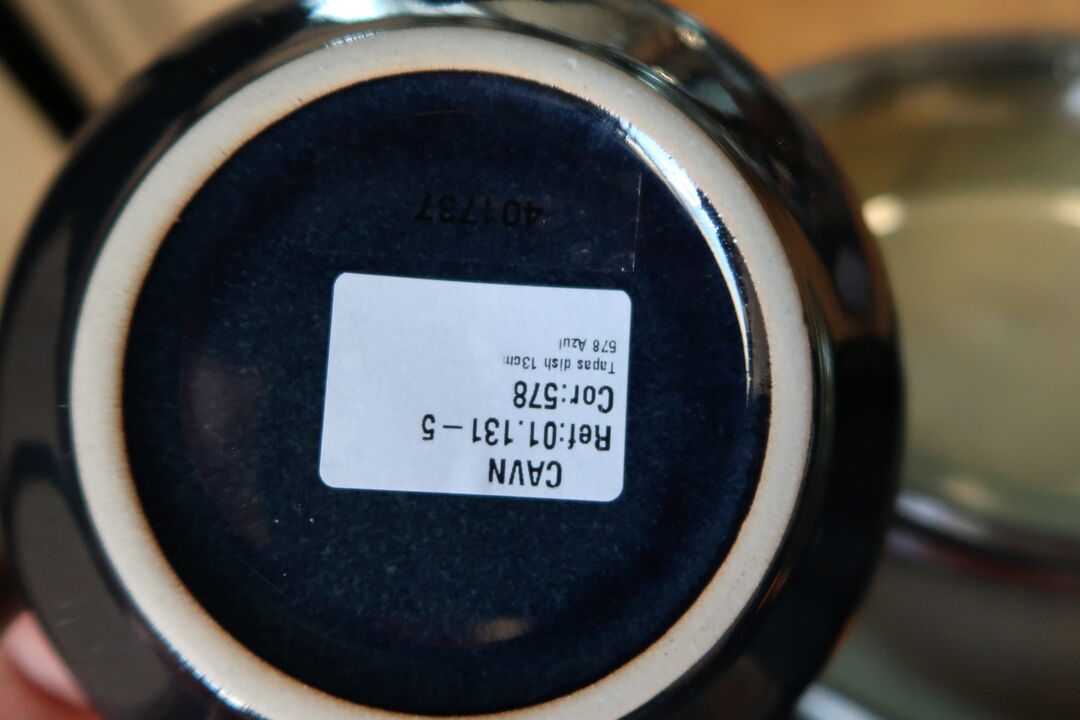 CAVN
Ref:01.131-5
Cor:578
Tapas dish 13cm
578 Azul
401737